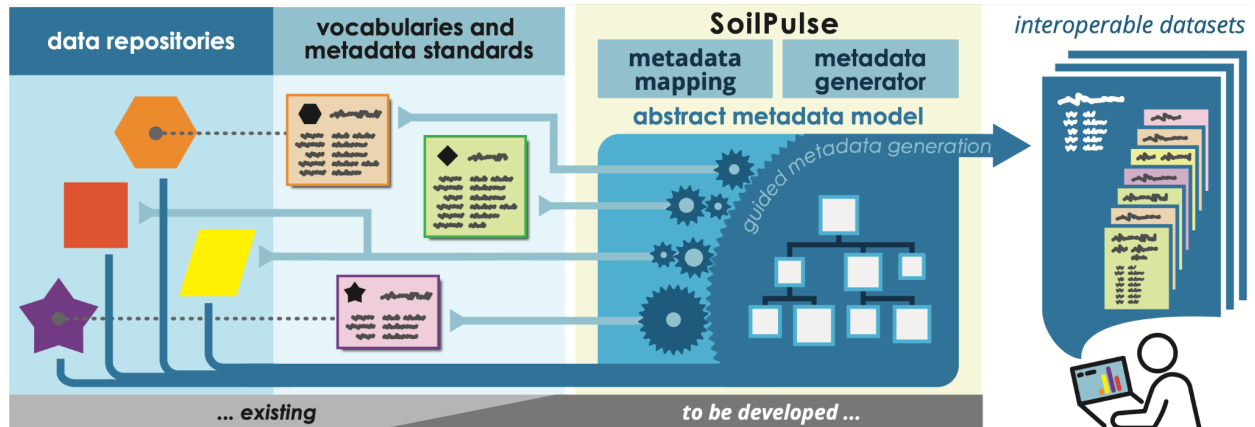 data repositories
vocabularies and
metadata standards
SoilPulse
metadata
mapping
metadata
generator
abstract metadata model
guided metadata generation
interoperable datasets
... existing
to be developed ...